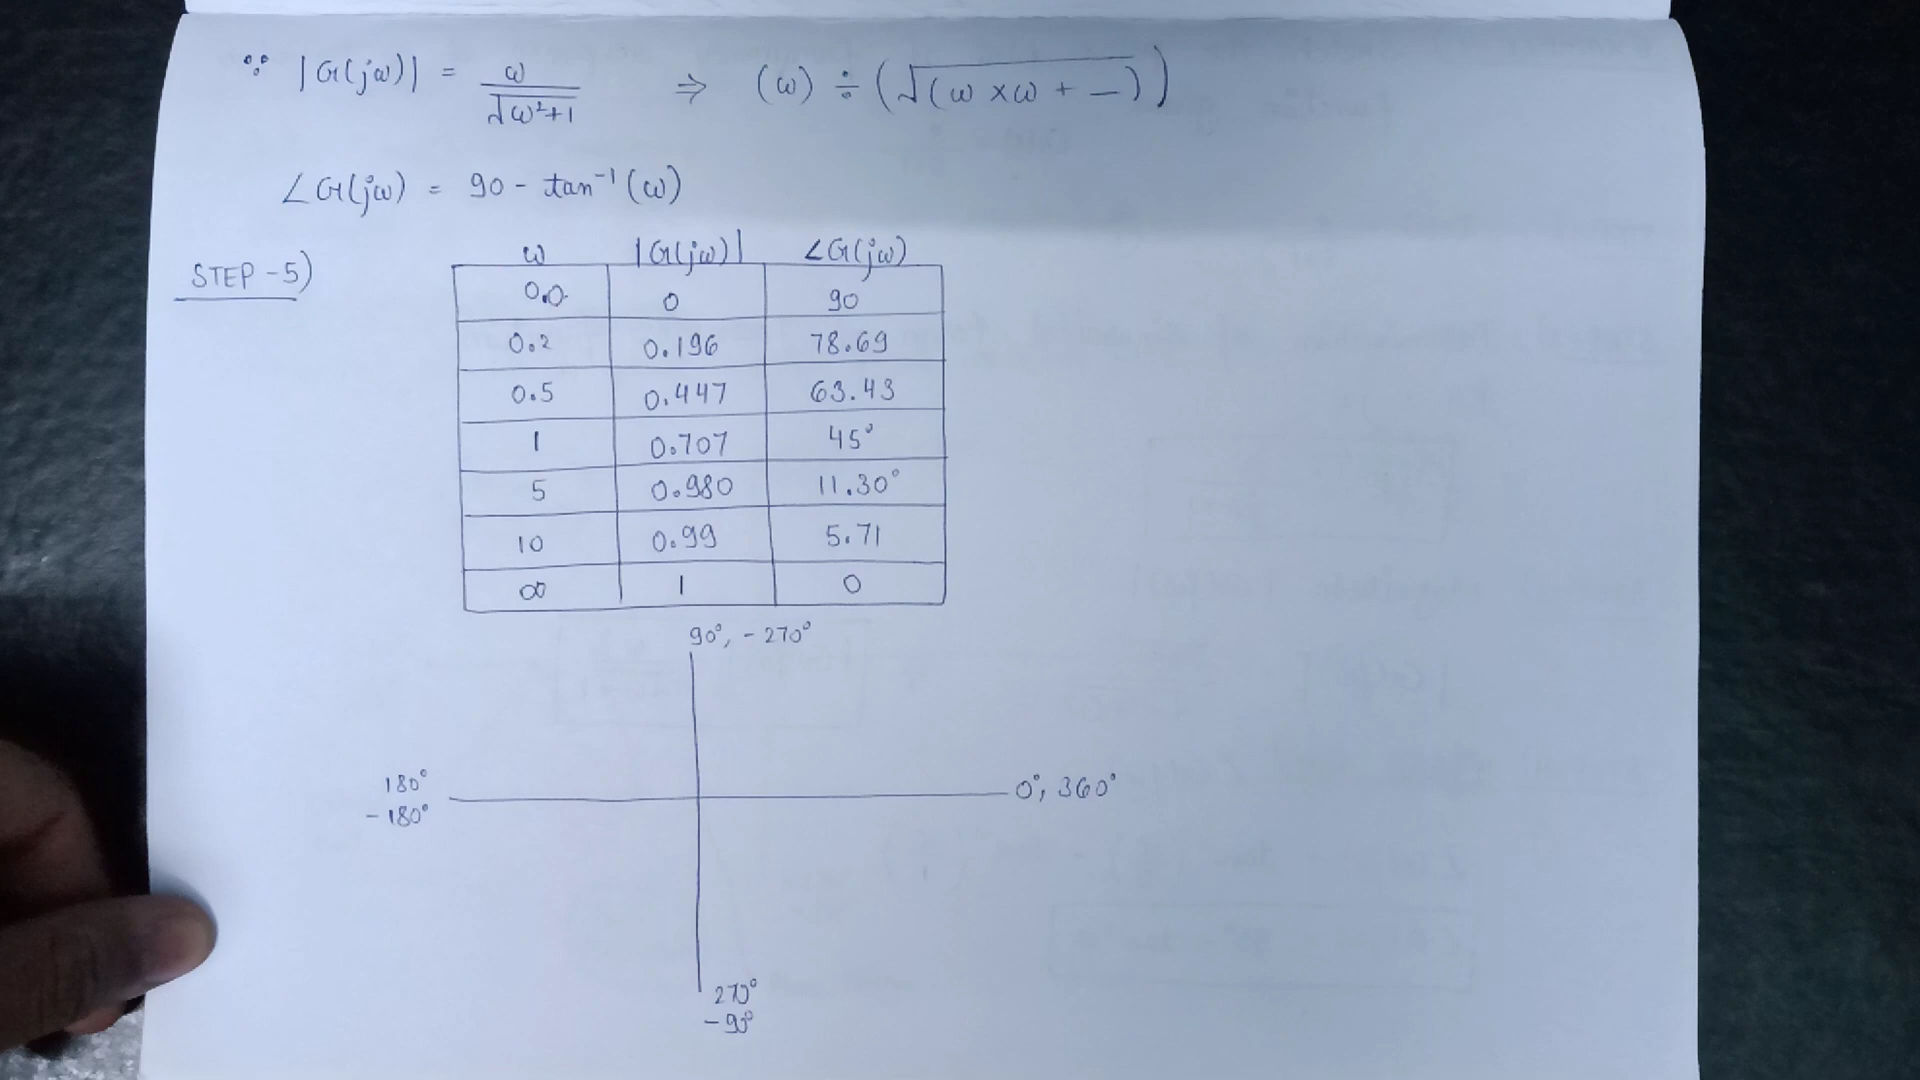 ∵ |G(jω)| = ω / √ω²+1 ⇒ (ω) ÷ (√(ω×ω + —))
∠G(jω) = 90 - tan⁻¹(ω)
STEP-5)
ω |G(jω)| ∠G(jω)
0.0 0 90
0.2 0.196 78.69
0.5 0.447 63.43
1 0.707 45°
5 0.980 11.30°
10 0.99 5.71
∞ 1 0
90°, -270°
180°
-180°
0°, 360°
270°
-90°